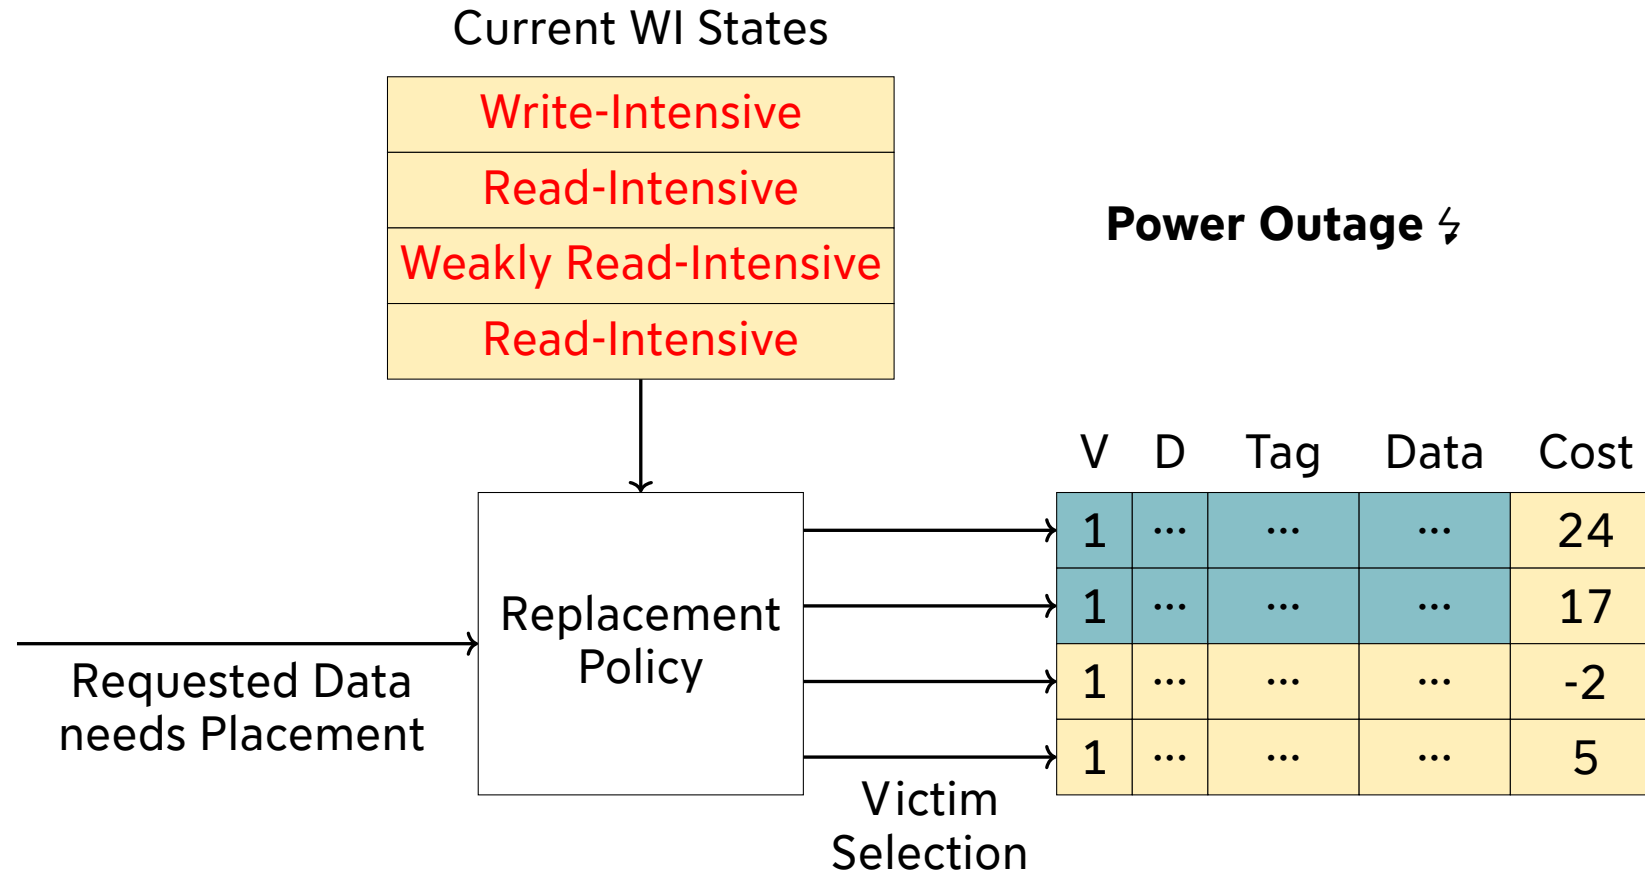 Current WI States
Write-Intensive
Read-Intensive
Weakly Read-Intensive
Read-Intensive
Power Outage ↯
V D Tag Data Cost
1 ... ... ... 24
1 ... ... ... 17
1 ... ... ... -2
1 ... ... ... 5
Replacement
Policy
Requested Data
needs Placement
Victim
Selection